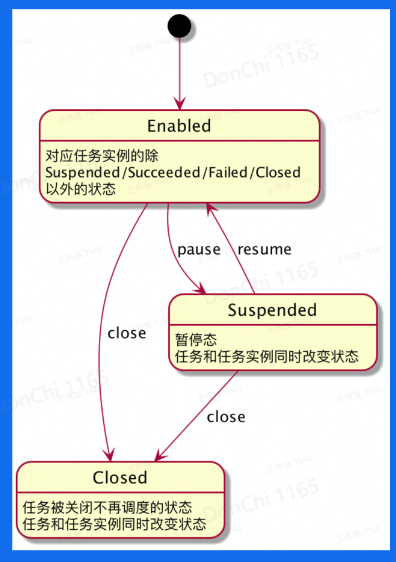 Enabled
对应任务实例的除
Suspended/Succeeded/Failed/Closed
以外的状态
pause
resume
Suspended
暂停态
任务和任务实例同时改变状态
close
close
Closed
任务被关闭不再调度的状态
任务和任务实例同时改变状态
DonChi 1165
DonChi 1165
DonChi 1165
DonChi 1165